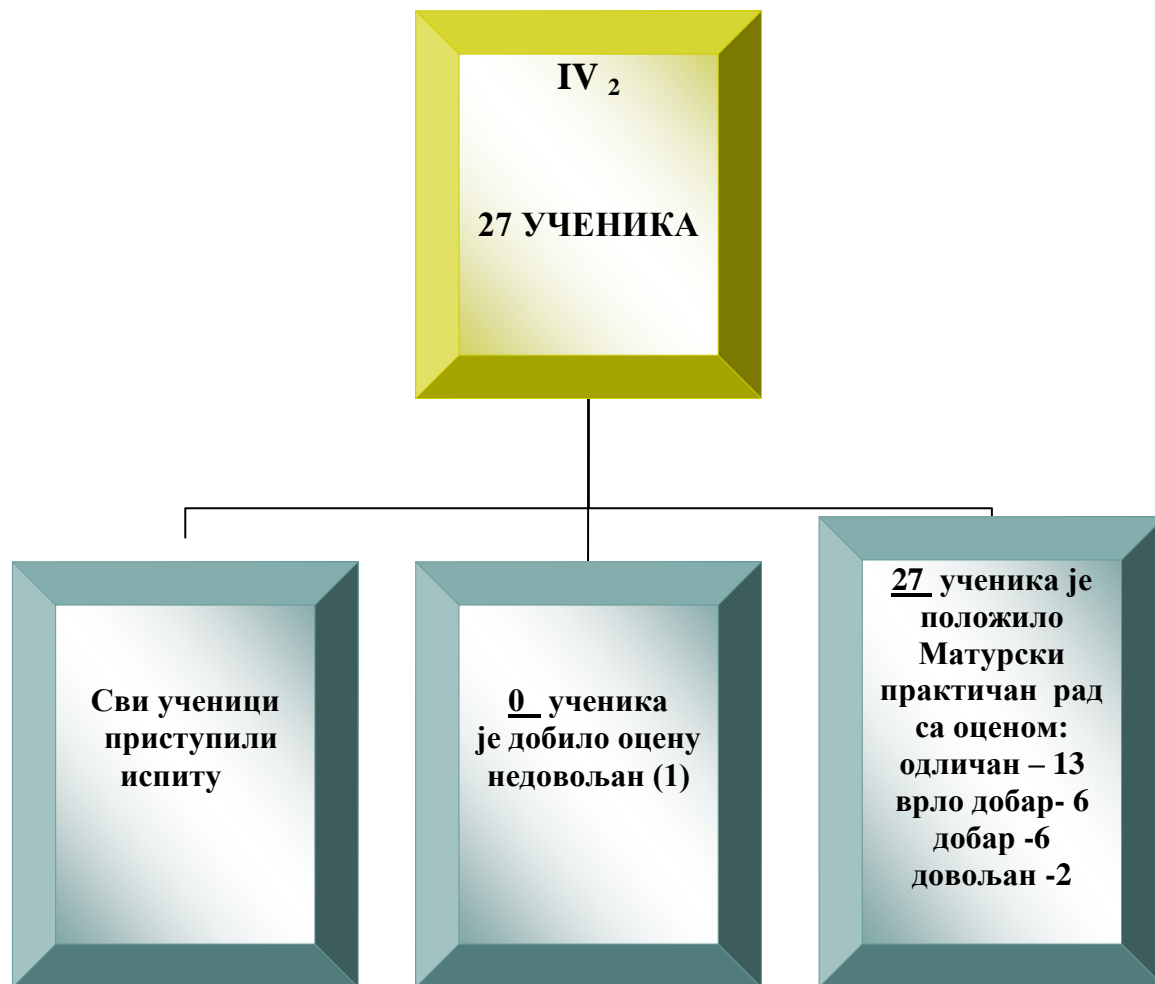 IV 2
27 УЧЕНИКА
Сви ученици
приступили
испиту
0 ученика
је добило оцену
недовољан (1)
27 ученика је
положило
Матурски
практичан рад
са оценом:
одличан – 13
врло добар- 6
добар -6
довољан -2